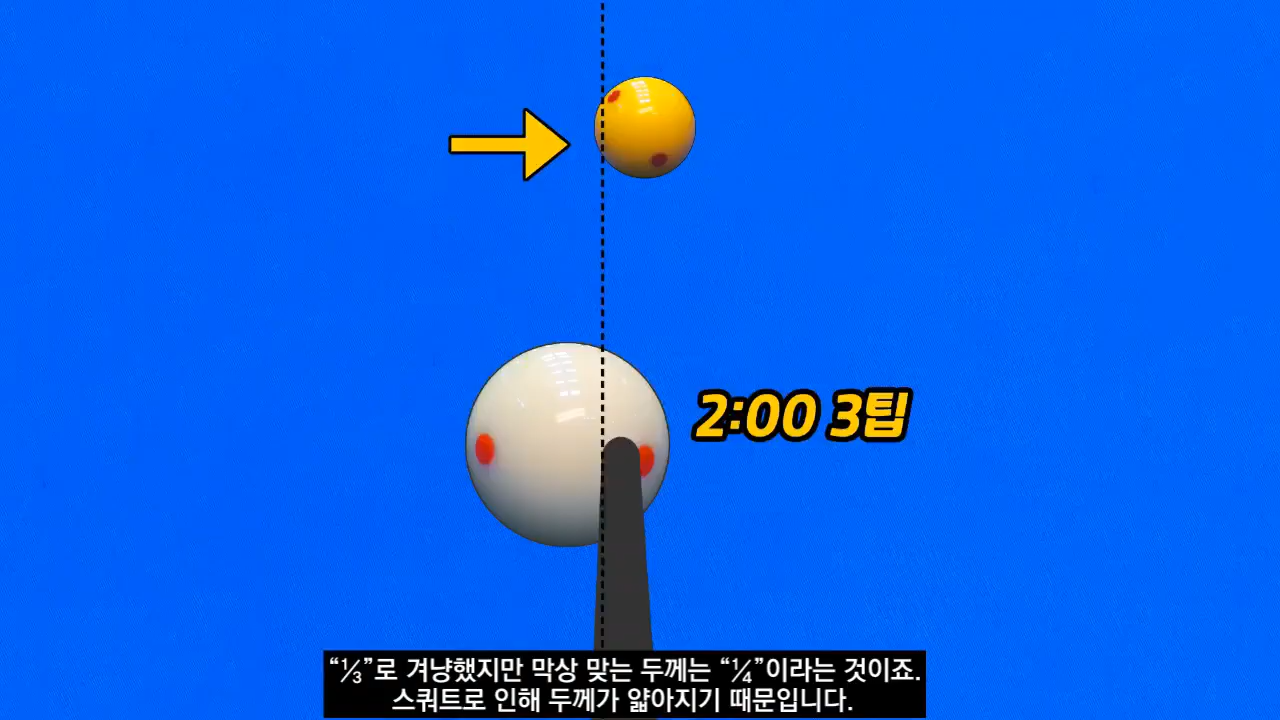 2:00 3팁
“⅓”로 겨냥했지만 막상 맞는 두께는 “¼”이라는 것이죠.
스쿼트로 인해 두께가 얇아지기 때문입니다.